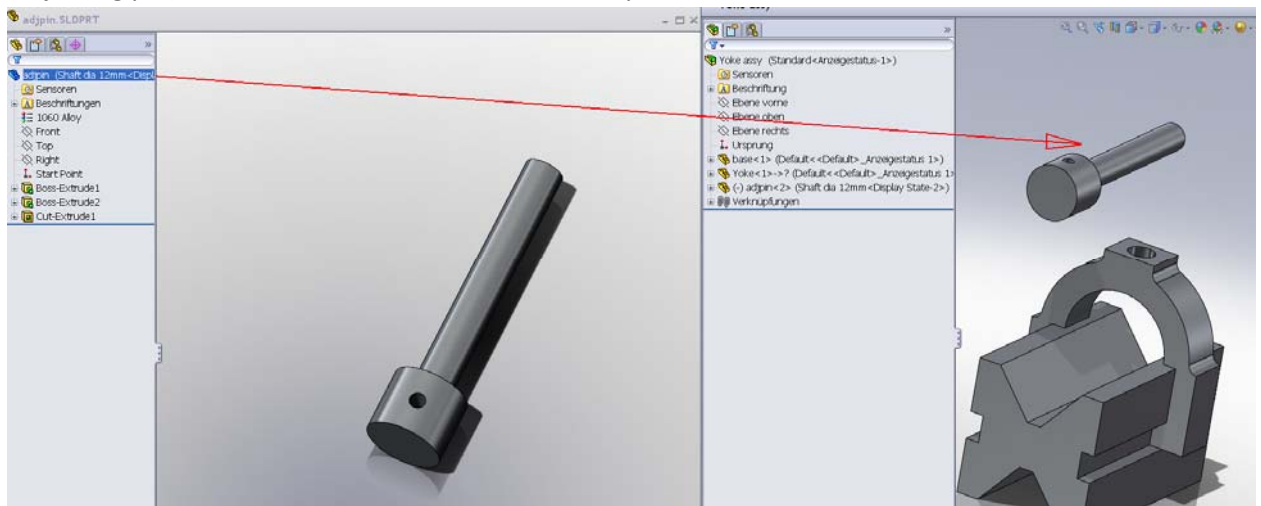 adjpin.SLDPRT
adjpin (Shaft dia 12mm<Displ
Sensoren
Beschriftungen
1060 Alloy
Front
Top
Right
Start Point
Boss-Extrude1
Boss-Extrude2
Cut-Extrude1
Yoke assy (Standard<Anzeigestatus-1>)
Sensoren
Beschriftung
Ebene vorne
Ebene oben
Ebene rechts
Ursprung
base<1> (Default<<Default>_Anzeigestatus 1>)
Yoke<1>->? (Default<<Default>_Anzeigestatus 1>
(-) adjpin<2> (Shaft dia 12mm<Display State-2>)
Verknüpfungen